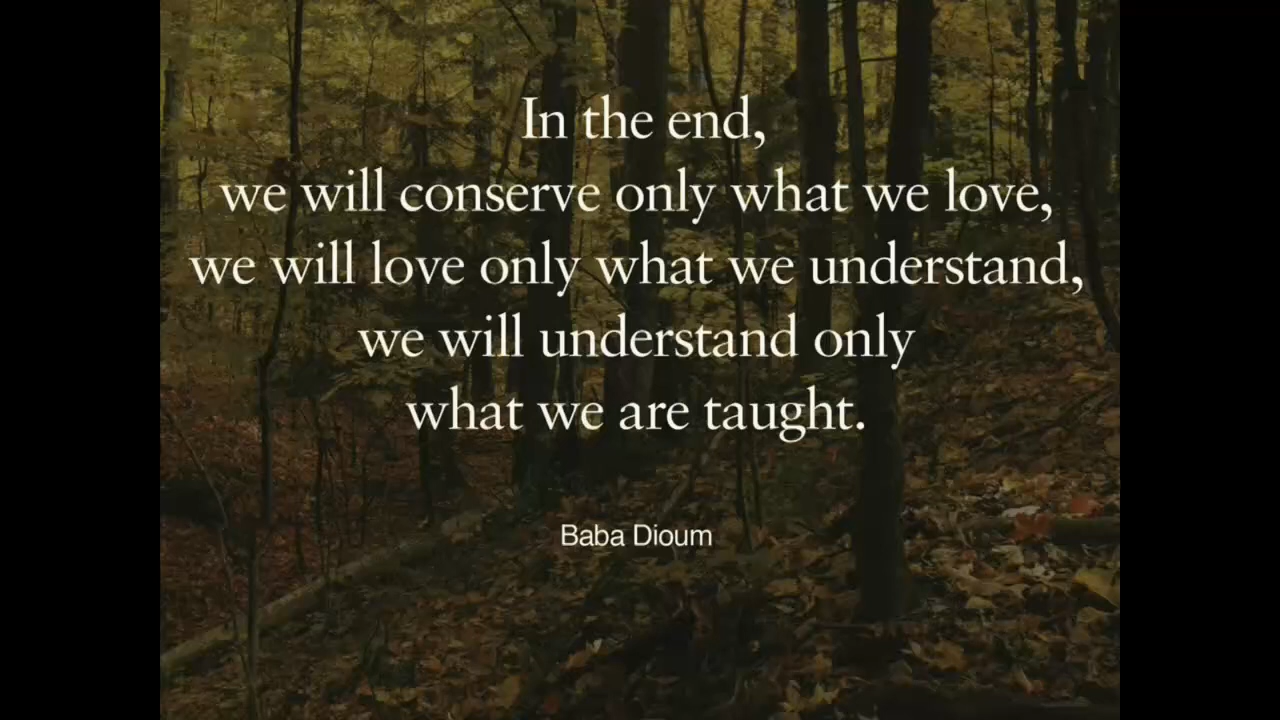 In the end,
we will conserve only what we love,
we will love only what we understand,
we will understand only
what we are taught.
Baba Dioum